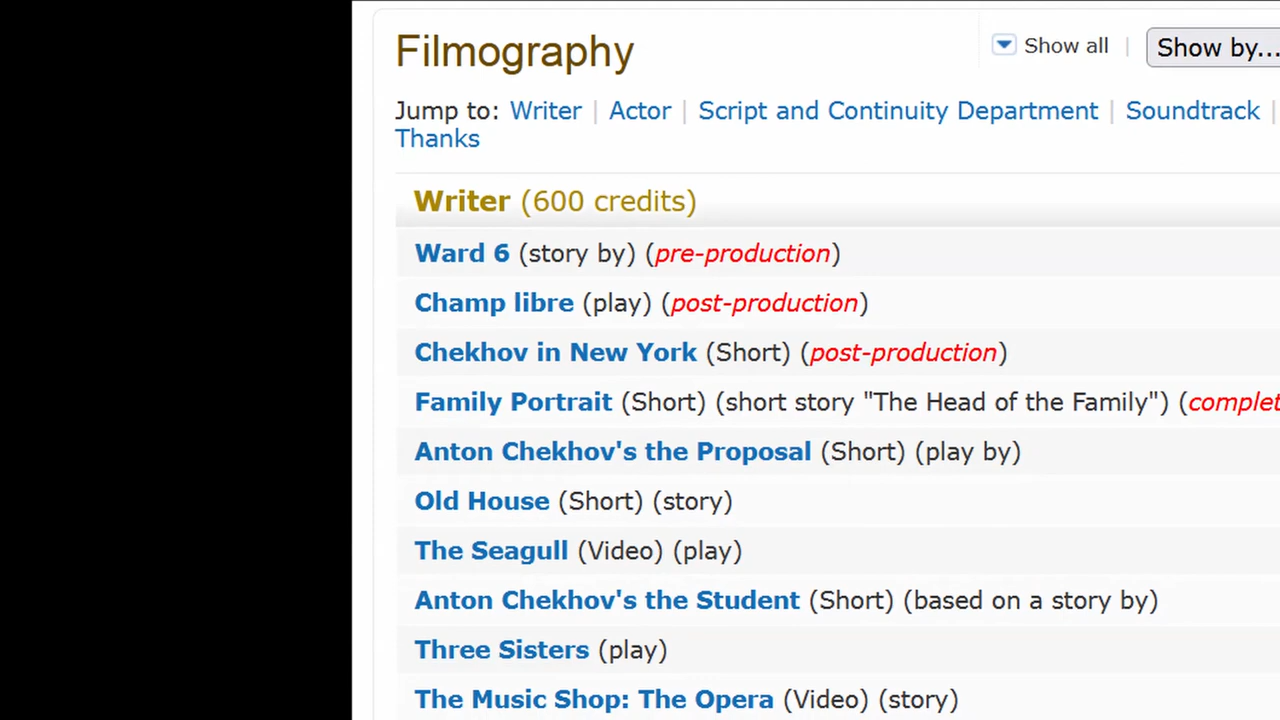 Filmography
Show all | Show by...
Jump to: Writer | Actor | Script and Continuity Department | Soundtrack |
Thanks
Writer (600 credits)
Ward 6 (story by) (pre-production)
Champ libre (play) (post-production)
Chekhov in New York (Short) (post-production)
Family Portrait (Short) (short story "The Head of the Family") (complet
Anton Chekhov's the Proposal (Short) (play by)
Old House (Short) (story)
The Seagull (Video) (play)
Anton Chekhov's the Student (Short) (based on a story by)
Three Sisters (play)
The Music Shop: The Opera (Video) (story)